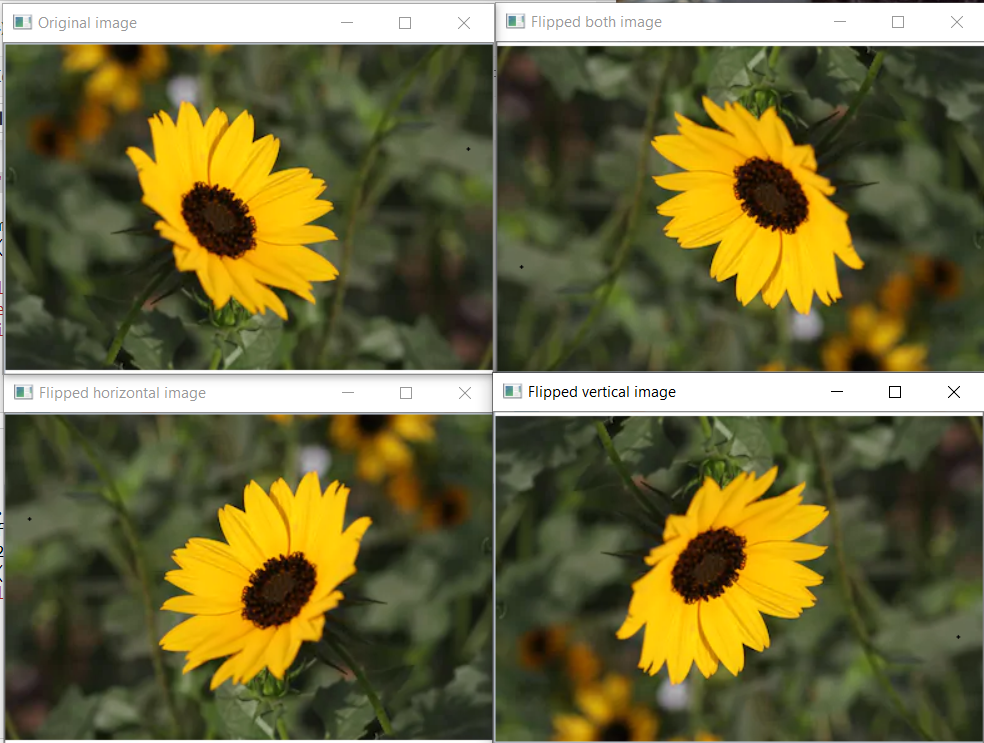 Original image
Flipped both image
Flipped horizontal image
Flipped vertical image